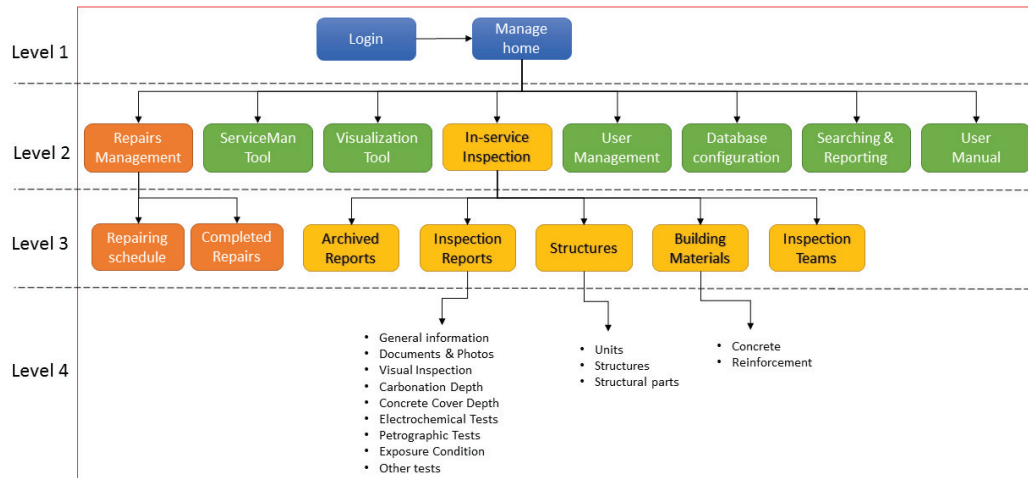 Level 1
Login
Manage
home
Level 2
Repairs
Management
ServiceMan
Tool
Visualization
Tool
In-service
Inspection
User
Management
Database
configuration
Searching &
Reporting
User
Manual
Level 3
Repairing
schedule
Completed
Repairs
Archived
Reports
Inspection
Reports
Structures
Building
Materials
Inspection
Teams
Level 4
• General information
• Documents & Photos
• Visual Inspection
• Carbonation Depth
• Concrete Cover Depth
• Electrochemical Tests
• Petrographic Tests
• Exposure Condition
• Other tests
• Units
• Structures
• Structural parts
• Concrete
• Reinforcement